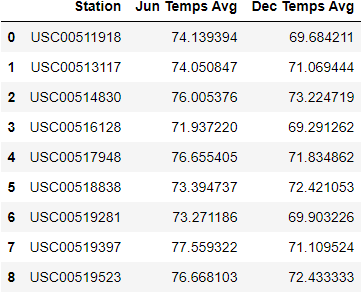 Station Jun Temps Avg Dec Temps Avg
0 USC00511918 74.139394 69.684211
1 USC00513117 74.050847 71.069444
2 USC00514830 76.005376 73.224719
3 USC00516128 71.937220 69.291262
4 USC00517948 76.655405 71.834862
5 USC00518838 73.394737 72.421053
6 USC00519281 73.271186 69.903226
7 USC00519397 77.559322 71.109524
8 USC00519523 76.668103 72.433333